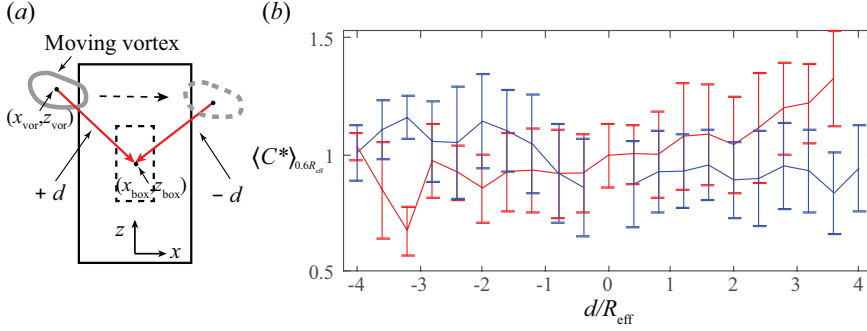 (a)
Moving vortex
(x_vor, z_vor)
+ d
(x_box, z_box)
− d
z
x
(b)
1.5
1
0.5
⟨C*⟩_0.6R_eff
-4 -3 -2 -1 0 1 2 3 4
d/R_eff